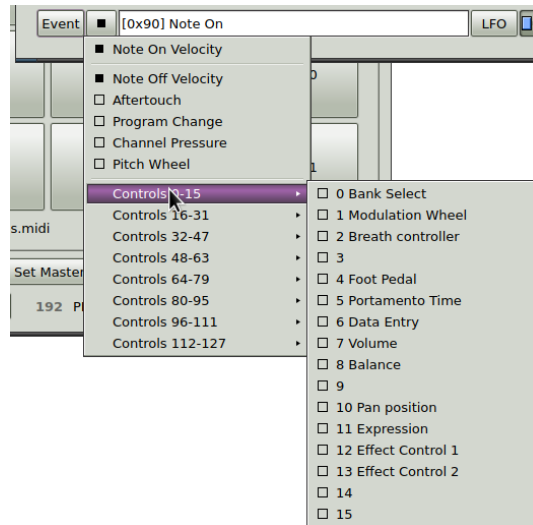 Event
[0x90] Note On
LFO
Note On Velocity
Note Off Velocity
Aftertouch
Program Change
Channel Pressure
Pitch Wheel
Controls 0-15
Controls 16-31
Controls 32-47
Controls 48-63
Controls 64-79
Controls 80-95
Controls 96-111
Controls 112-127
0
1
s.midi
Set Master
192 Pl
0 Bank Select
1 Modulation Wheel
2 Breath controller
3
4 Foot Pedal
5 Portamento Time
6 Data Entry
7 Volume
8 Balance
9
10 Pan position
11 Expression
12 Effect Control 1
13 Effect Control 2
14
15